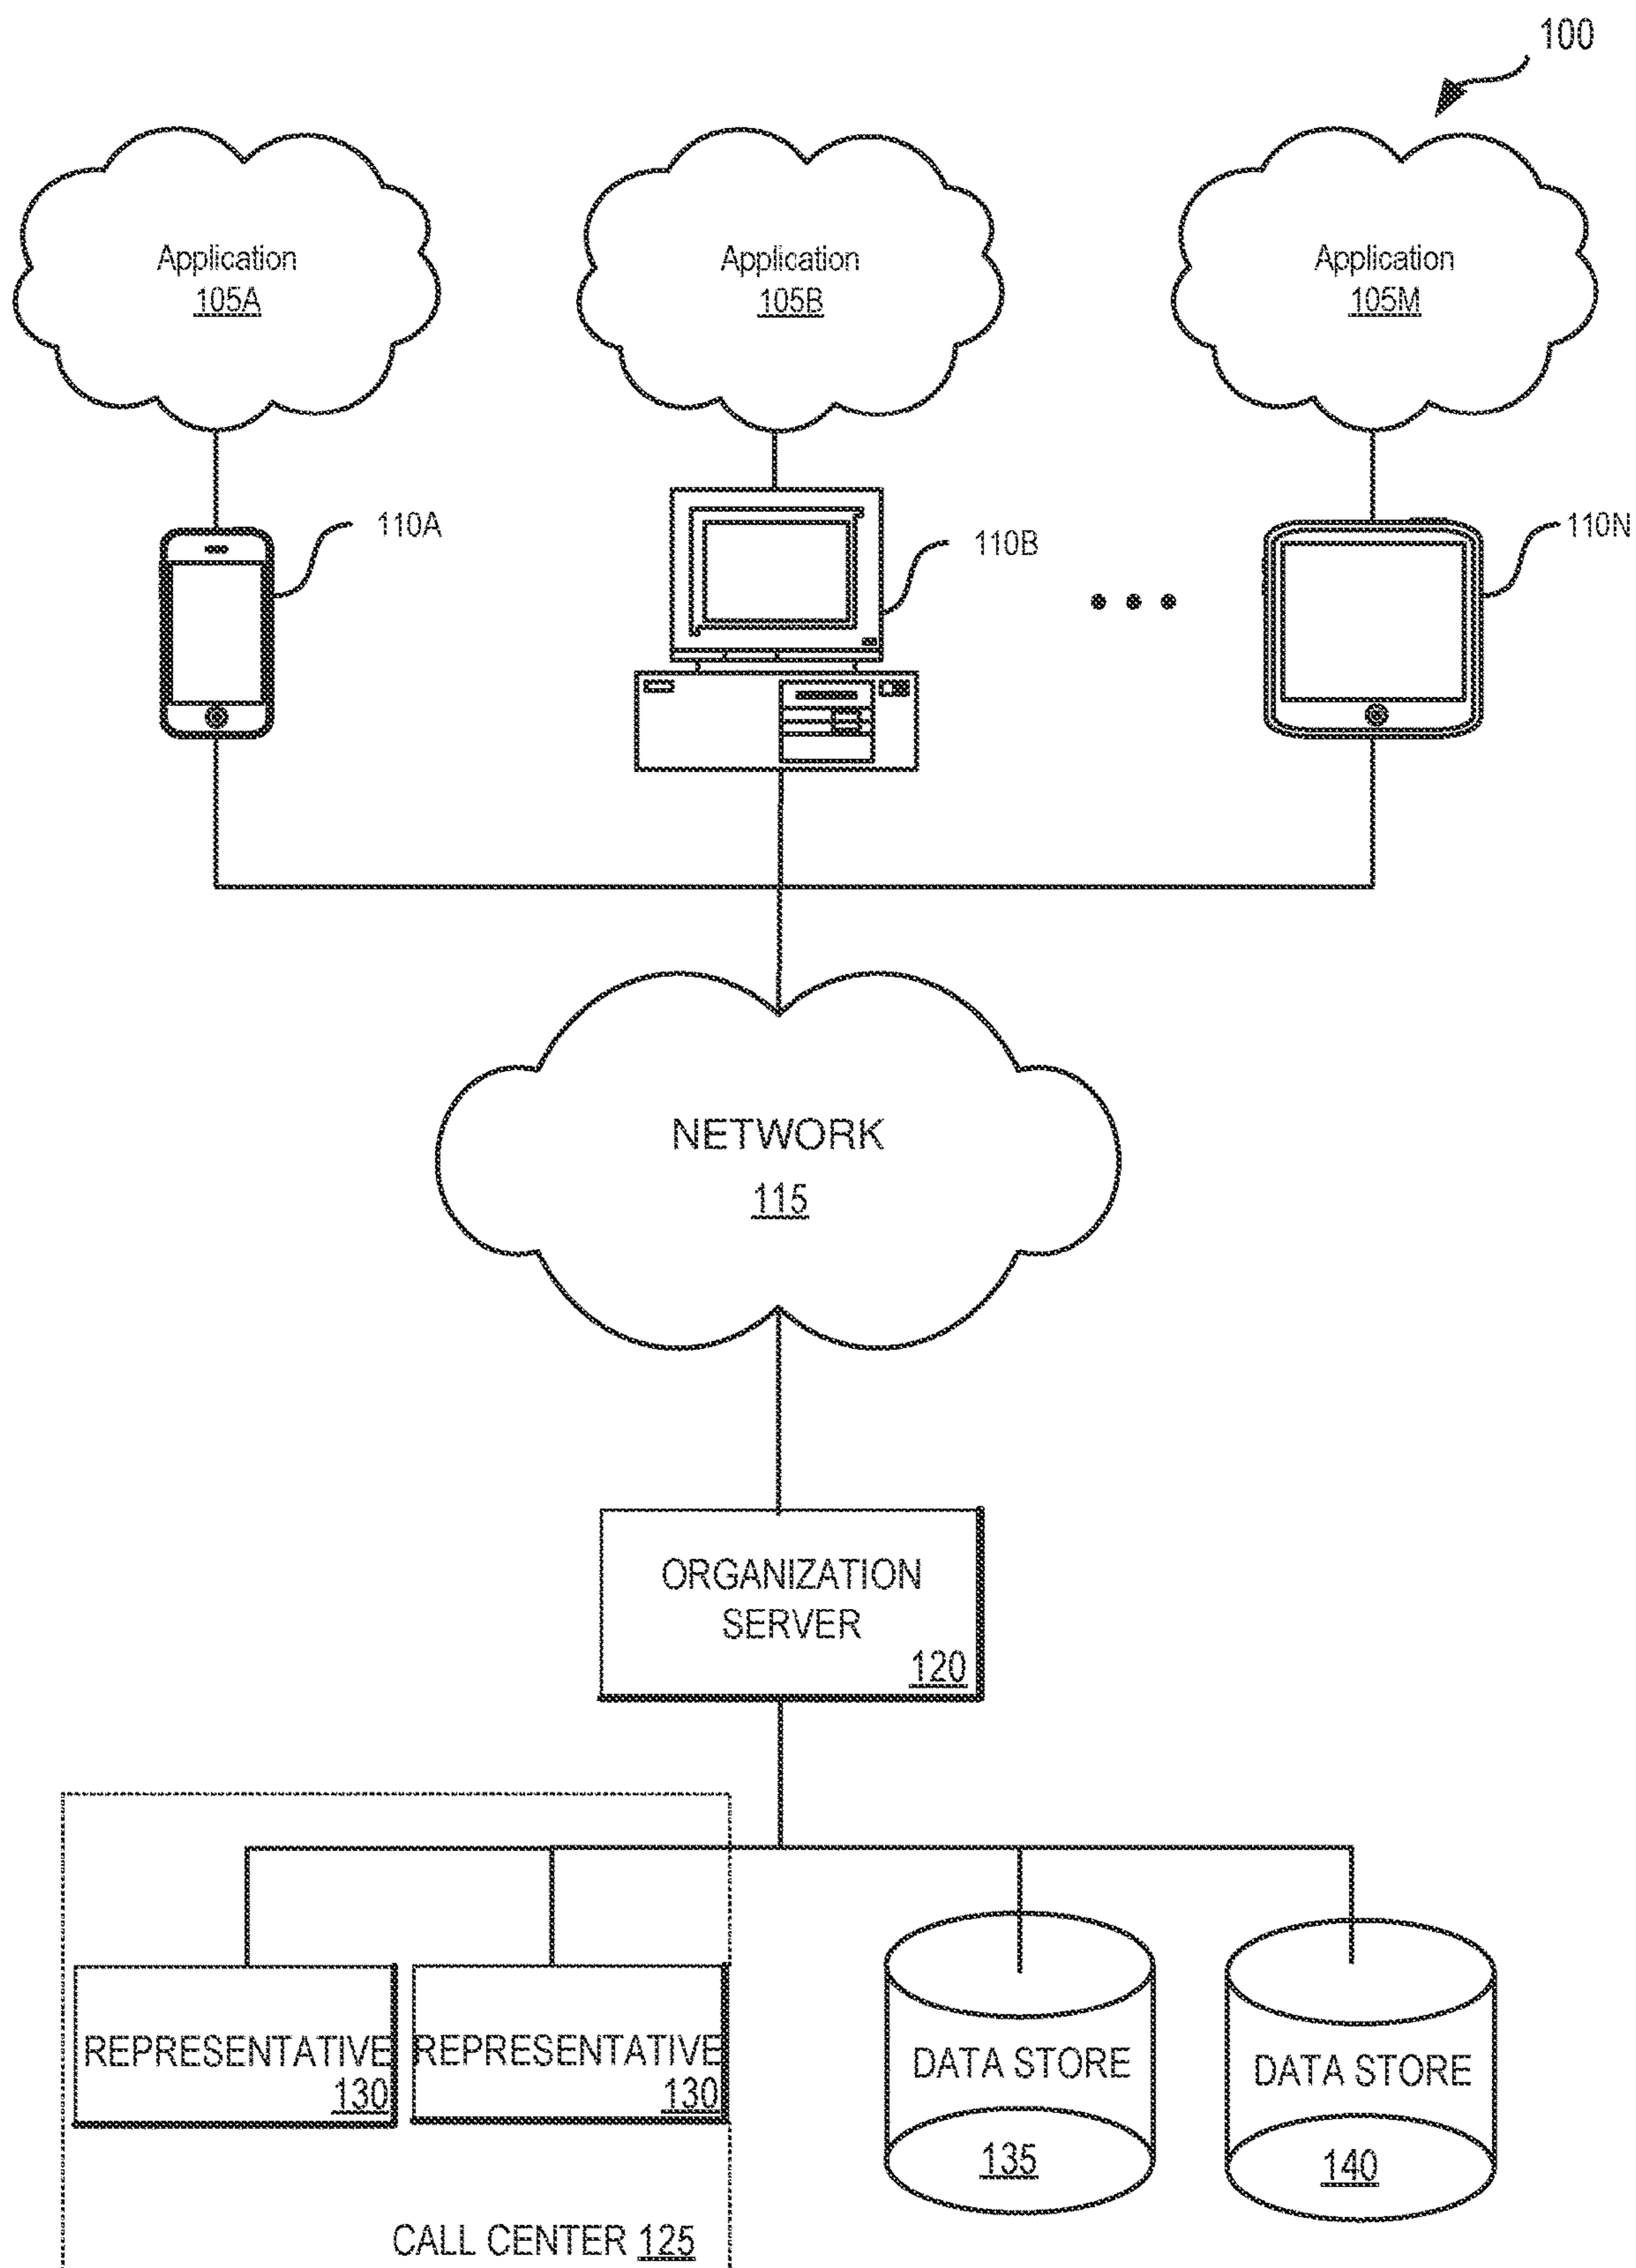 100
Application
105A
Application
105B
Application
105M
110A
110B
110N
NETWORK
115
ORGANIZATION
SERVER
120
REPRESENTATIVE
130
REPRESENTATIVE
130
DATA STORE
135
DATA STORE
140
CALL CENTER 125